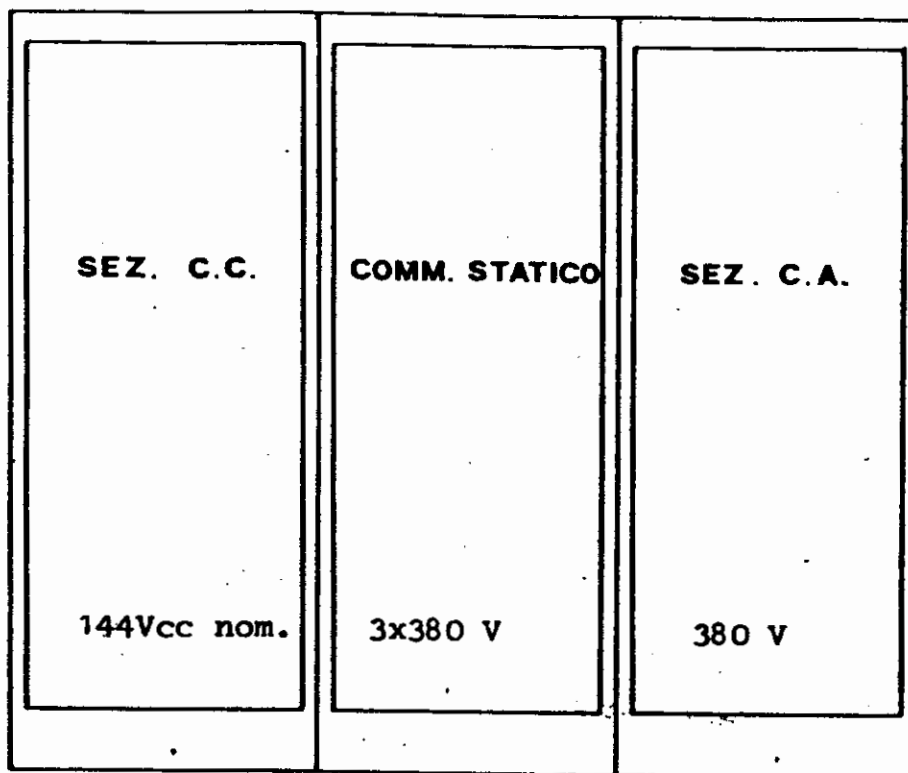 SEZ. C.C.
COMM. STATICO
SEZ. C.A.
144Vcc nom.
3x380 V
380 V